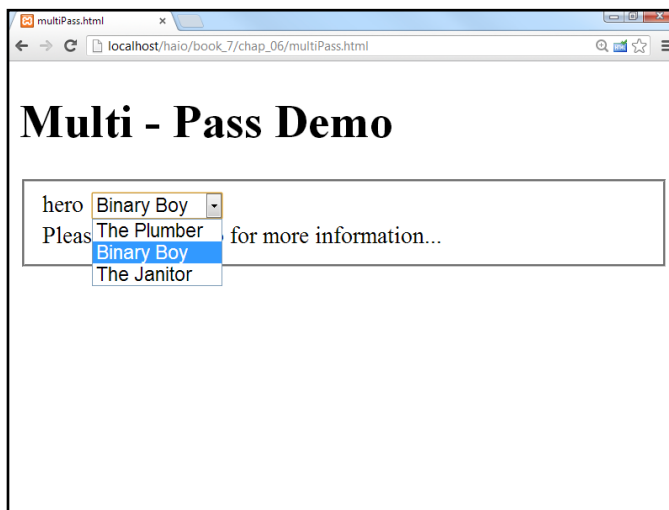 multiPass.html
localhost/haio/book_7/chap_06/multiPass.html
Multi - Pass Demo
hero Binary Boy
Pleas for more information...
The Plumber
Binary Boy
The Janitor